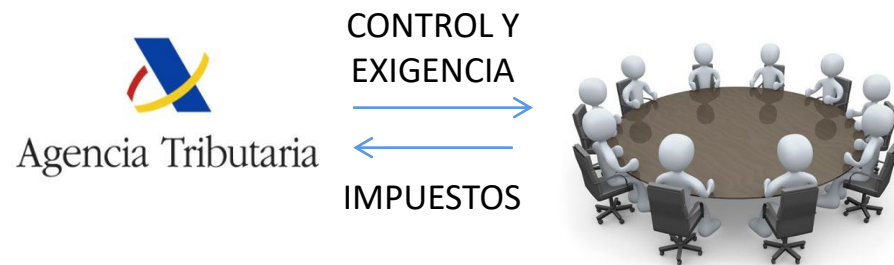 CONTROL Y
EXIGENCIA
Agencia Tributaria
IMPUESTOS